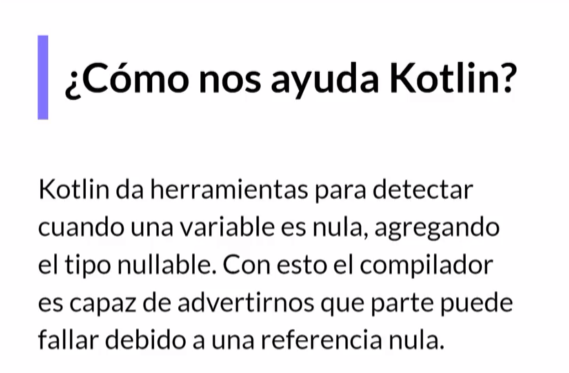 ¿Cómo nos ayuda Kotlin?
Kotlin da herramientas para detectar
cuando una variable es nula, agregando
el tipo nullable. Con esto el compilador
es capaz de advertirnos que parte puede
fallar debido a una referencia nula.